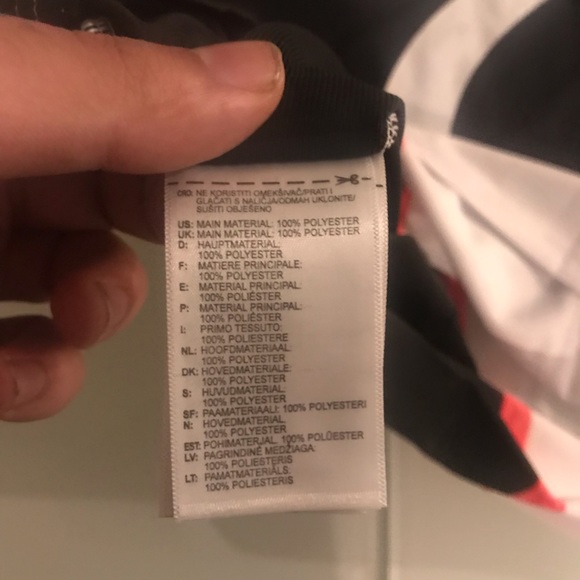 NE KORISTITI OMEKŠIVAČ/PRATI I
GLAČATI S NALIČJA/ODMAH UKLONITE/
SUŠITI OBJEŠENO
US: MAIN MATERIAL: 100% POLYESTER
UK: MAIN MATERIAL: 100% POLYESTER
D: HAUPTMATERIAL:
100% POLYESTER
F: MATIERE PRINCIPALE:
100% POLYESTER
E: MATERIAL PRINCIPAL:
100% POLIÉSTER
P: MATERIAL PRINCIPAL:
100% POLIÉSTER
I: PRIMO TESSUTO:
100% POLIESTERE
NL: HOOFDMATERIAAL:
100% POLYESTER
DK: HOVEDMATERIALE:
100% POLYESTER
S: HUVUDMATERIAL:
100% POLYESTER
SF: PAAMATERIAALI: 100% POLYESTERI
N: HOVEDMATERIAL:
100% POLYESTER
EST: POHIMATERJAL: 100% POLÜESTER
LV: PAGRINDINĖ MEDŽIAGA:
100% POLIESTERIS
LT: PAMATMATERIĀLS:
100% POLIESTERIS